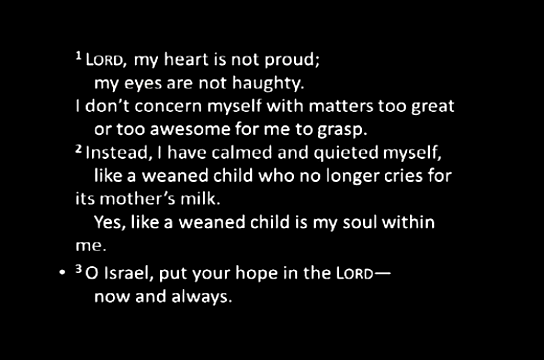 ¹ LORD, my heart is not proud;
my eyes are not haughty.
I don’t concern myself with matters too great
or too awesome for me to grasp.
² Instead, I have calmed and quieted myself,
like a weaned child who no longer cries for
its mother’s milk.
Yes, like a weaned child is my soul within
me.
• ³ O Israel, put your hope in the LORD—
now and always.